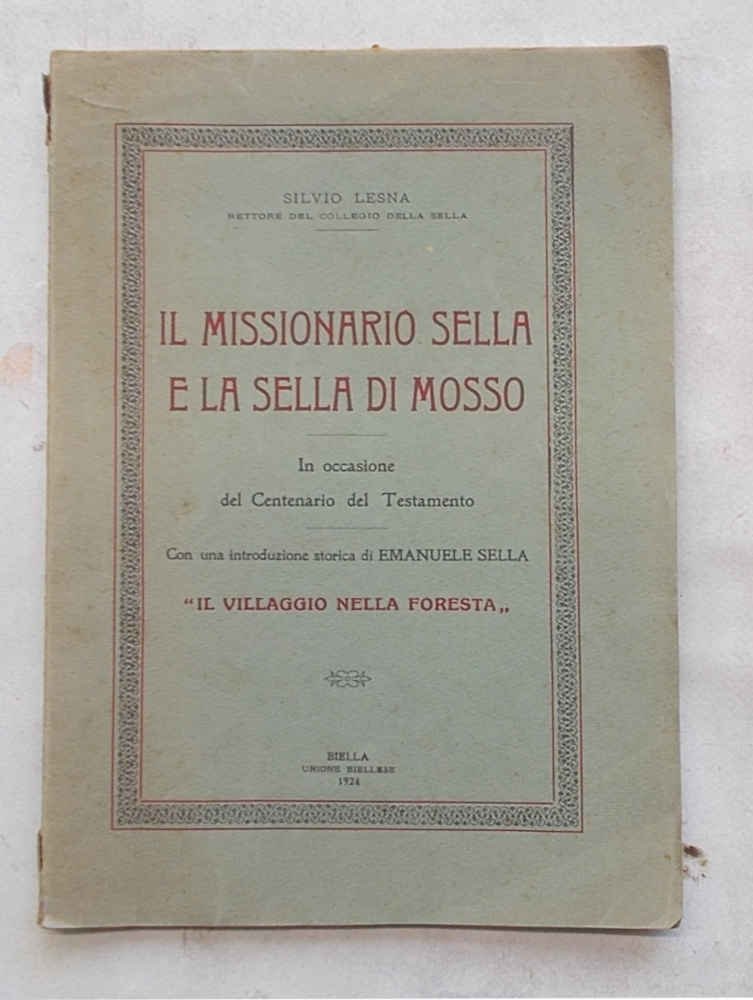 SILVIO LESNA
RETTORE DEL COLLEGIO DELLA SELLA
IL MISSIONARIO SELLA
E LA SELLA DI MOSSO
In occasione
del Centenario del Testamento
Con una introduzione storica di EMANUELE SELLA
"IL VILLAGGIO NELLA FORESTA„
BIELLA
UNIONE BIELLESE
1924